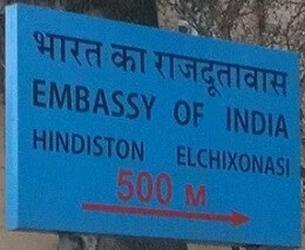 भारत का राजदूतावास
EMBASSY OF INDIA
HINDISTON ELCHIXONASI
500 м